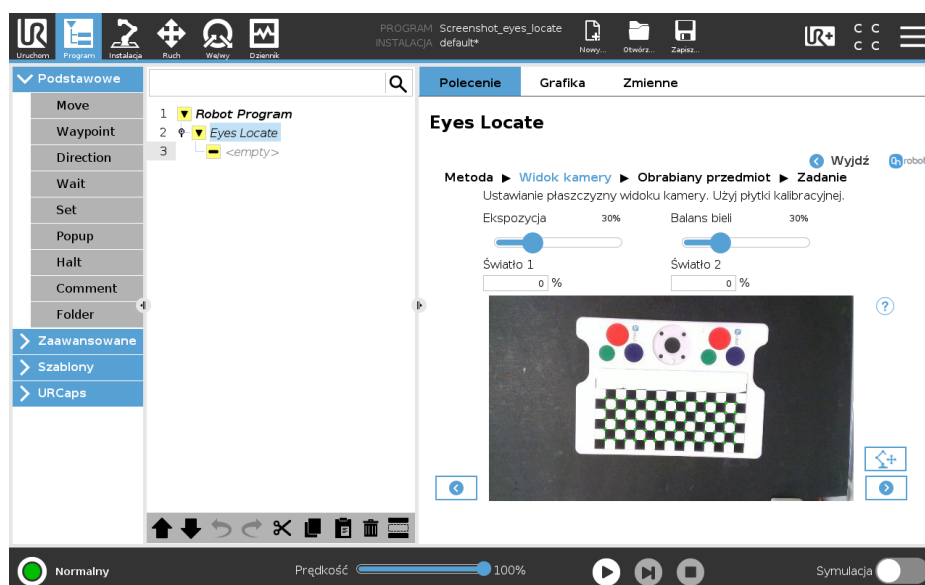 PROGRAM Screenshot_eyes_locate
INSTALACJA default*
Uruchom Program Instalacja Ruch We/wy Dziennik
Nowy... Otwórz... Zapisz...
UR+
C C
C C
Podstawowe
Move
Waypoint
Direction
Wait
Set
Popup
Halt
Comment
Folder
Zaawansowane
Szablony
URCaps
1 Robot Program
2 Eyes Locate
3 <empty>
Polecenie Grafika Zmienne
Eyes Locate
Wyjdź
Metoda ► Widok kamery ► Obrabiany przedmiot ► Zadanie
Ustawianie płaszczyzny widoku kamery. Użyj płytki kalibracyjnej.
Ekspozycja 30% Balans bieli 30%
Światło 1 Światło 2
0 % 0 %
?
Normalny
Prędkość 100%
Symulacja